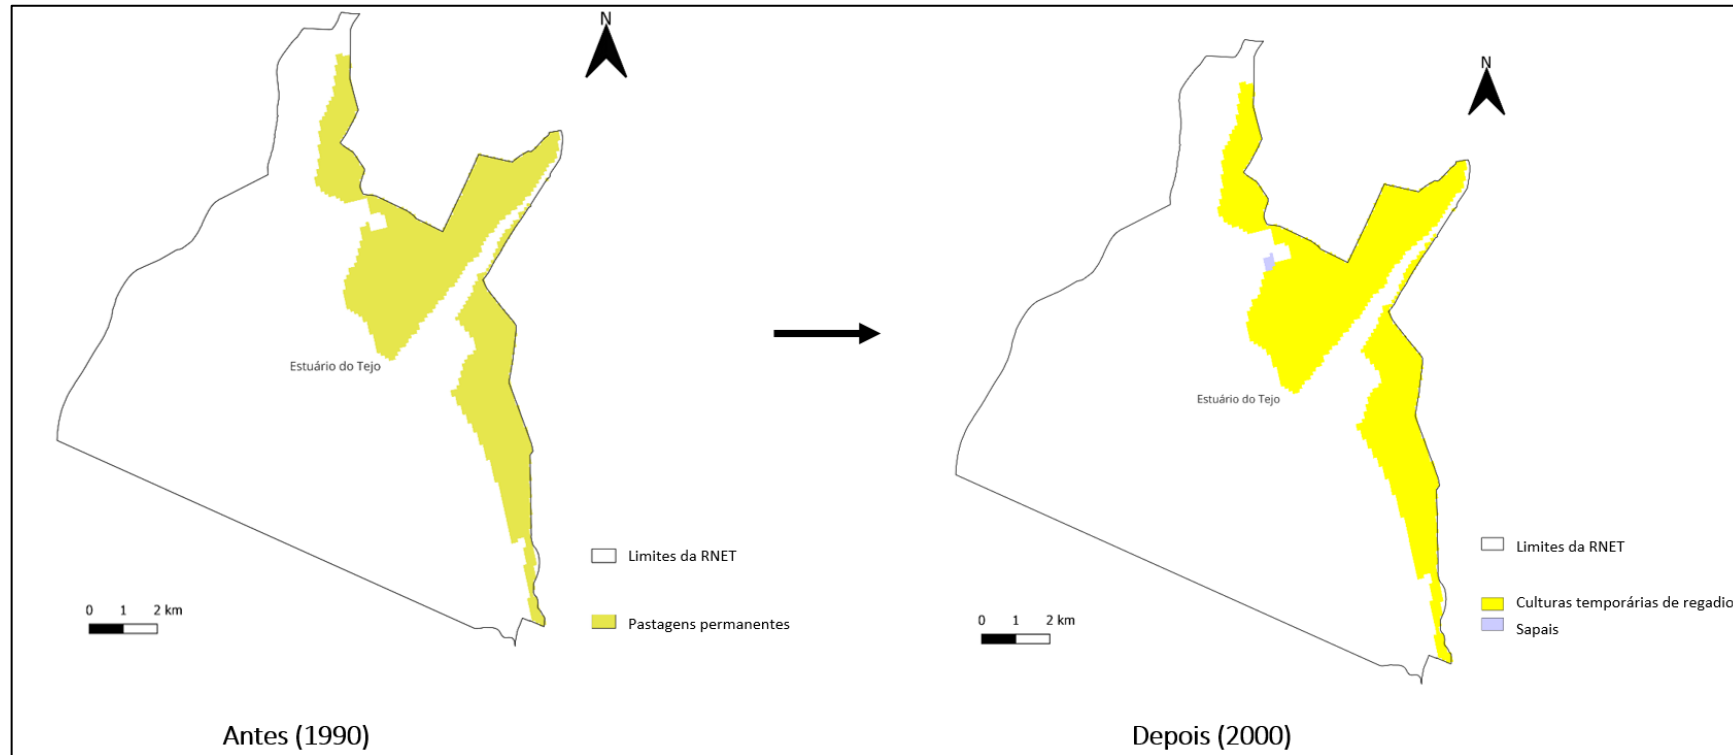 N
Estuário do Tejo
Limites da RNET
0 1 2 km
Pastagens permanentes
Antes (1990)
N
Estuário do Tejo
Limites da RNET
Culturas temporárias de regadio
Sapais
0 1 2 km
Depois (2000)